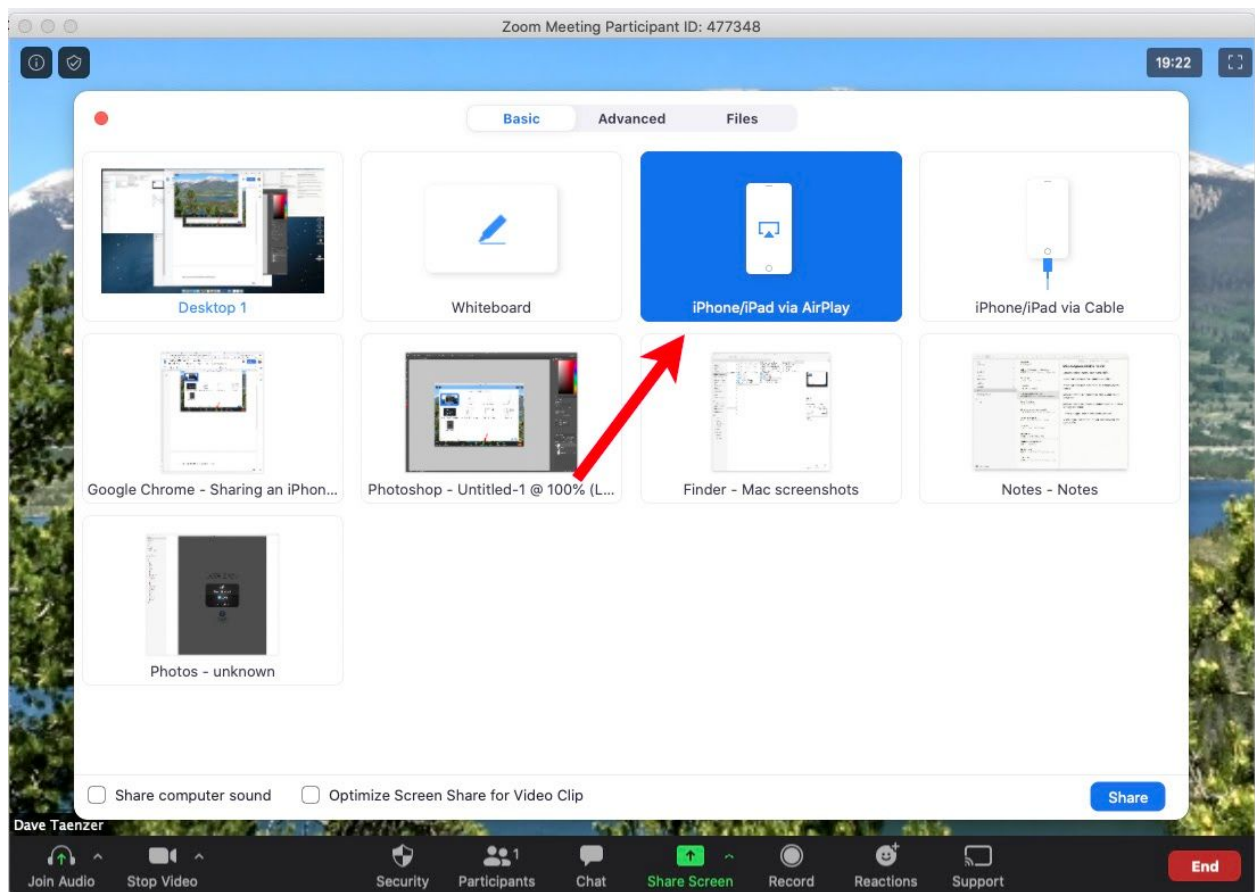 Zoom Meeting Participant ID: 477348
19:22
Basic Advanced Files
Desktop 1
Whiteboard
iPhone/iPad via AirPlay
iPhone/iPad via Cable
Google Chrome - Sharing an iPhon...
Photoshop - Untitled-1 @ 100% (L...
Finder - Mac screenshots
Notes - Notes
Photos - unknown
Share computer sound Optimize Screen Share for Video Clip Share
Dave Taenzer
1
Join Audio Stop Video Security Participants Chat Share Screen Record Reactions Support End